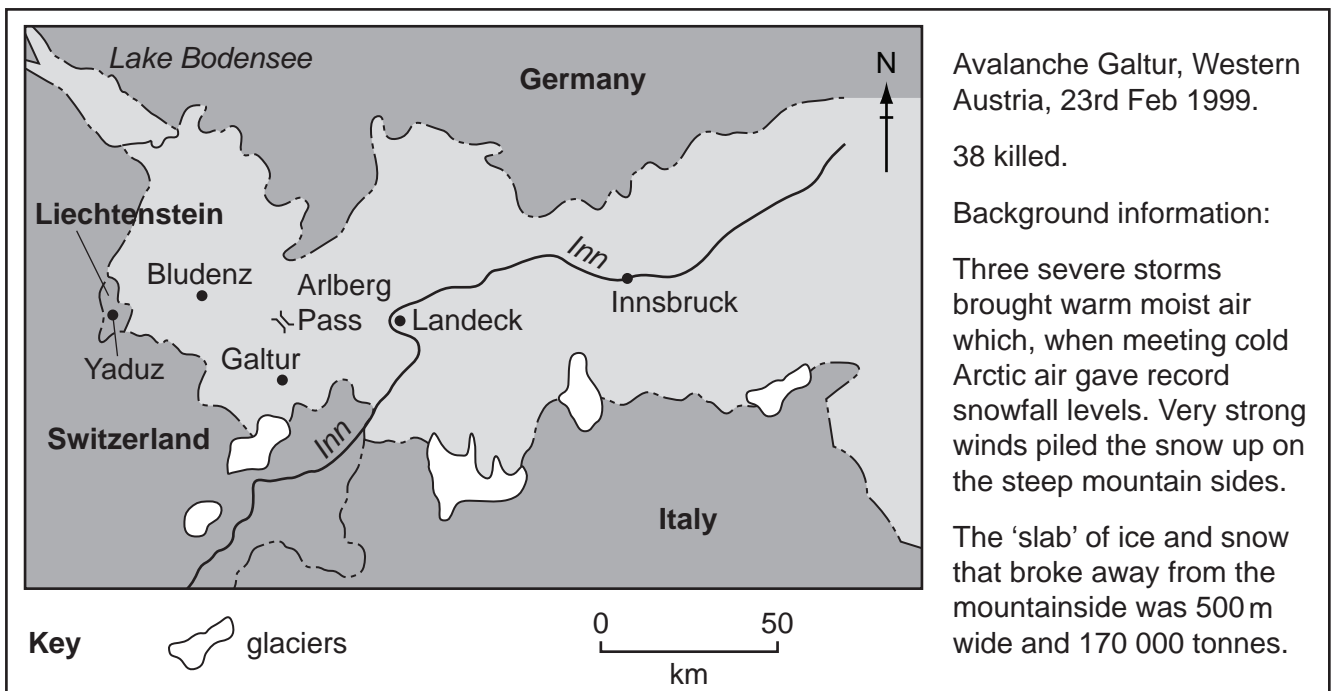 Lake Bodensee
Germany
N
Liechtenstein
Bludenz
Arlberg
Pass
Inn
Landeck
Innsbruck
Yaduz
Galtur
Switzerland
Inn
Italy
Key
glaciers
0 50
km
Avalanche Galtur, Western
Austria, 23rd Feb 1999.
38 killed.
Background information:
Three severe storms
brought warm moist air
which, when meeting cold
Arctic air gave record
snowfall levels. Very strong
winds piled the snow up on
the steep mountain sides.
The ‘slab’ of ice and snow
that broke away from the
mountainside was 500 m
wide and 170 000 tonnes.